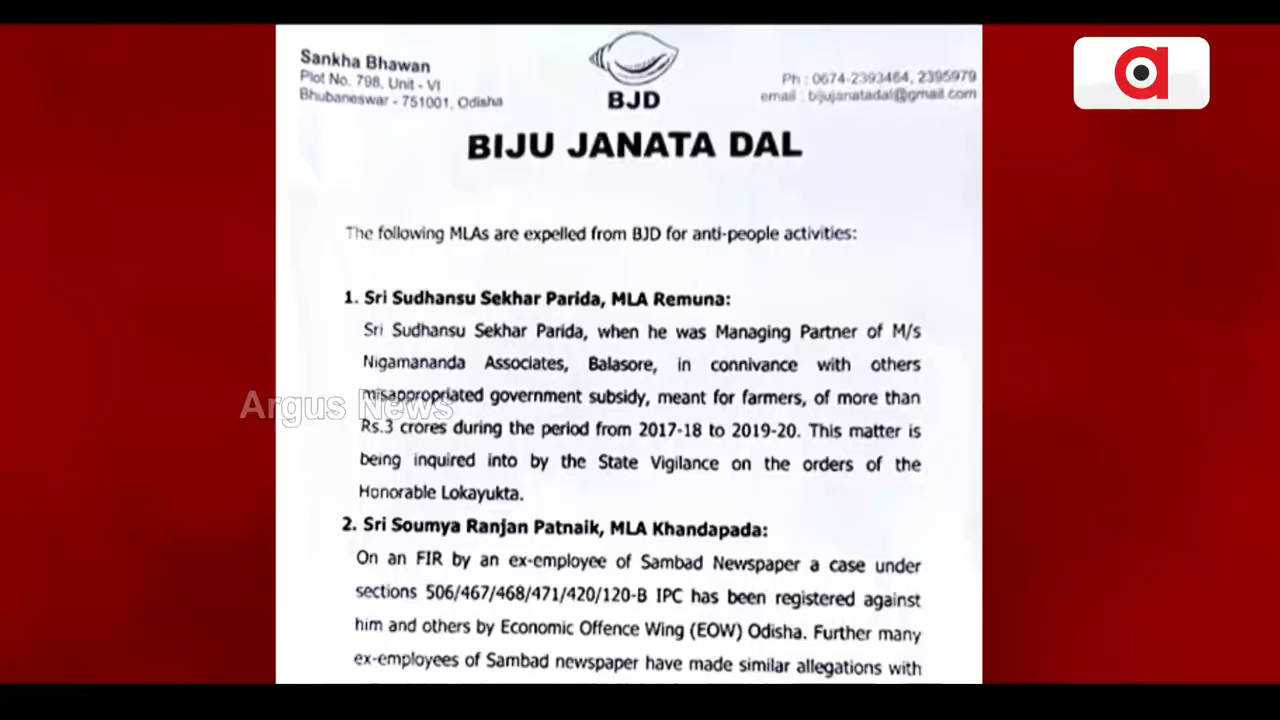 Sankha Bhawan
Plot No. 798, Unit - VI
Bhubaneswar - 751001, Odisha
BJD
Ph : 0674-2393464, 2395979
email : bijujanatadal@gmail.com
BIJU JANATA DAL
The following MLAs are expelled from BJD for anti-people activities:
1. Sri Sudhansu Sekhar Parida, MLA Remuna:
Sri Sudhansu Sekhar Parida, when he was Managing Partner of M/s
Nigamananda Associates, Balasore, in connivance with others
misappropriated government subsidy, meant for farmers, of more than
Argus News
Rs.3 crores during the period from 2017-18 to 2019-20. This matter is
being inquired into by the State Vigilance on the orders of the
Honorable Lokayukta.
2. Sri Soumya Ranjan Patnaik, MLA Khandapada:
On an FIR by an ex-employee of Sambad Newspaper a case under
sections 506/467/468/471/420/120-B IPC has been registered against
him and others by Economic Offence Wing (EOW) Odisha. Further many
ex-employees of Sambad newspaper have made similar allegations with